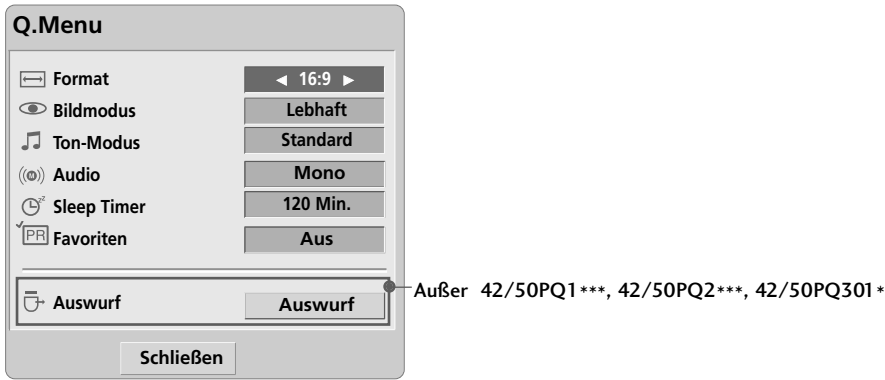 Q.Menu
Format ◄ 16:9 ►
Bildmodus Lebhaft
Ton-Modus Standard
Audio Mono
Sleep Timer 120 Min.
PR Favoriten Aus
Auswurf Auswurf
Außer 42/50PQ1***, 42/50PQ2***, 42/50PQ301*
Schließen